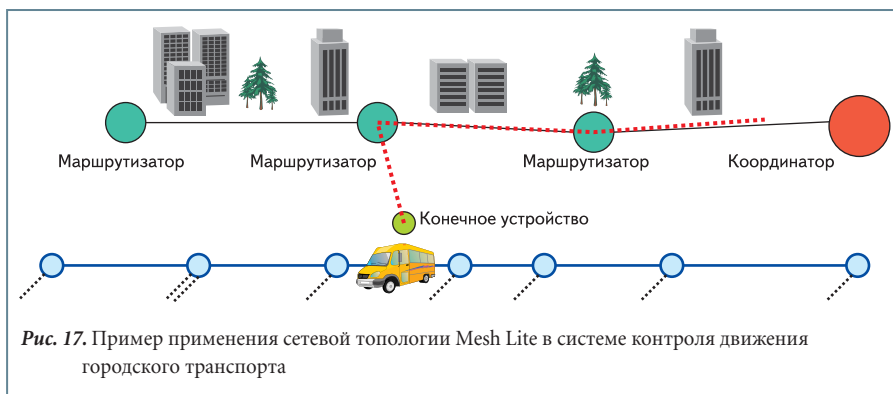 Маршрутизатор Маршрутизатор Маршрутизатор Координатор
Конечное устройство
Рис. 17. Пример применения сетевой топологии Mesh Lite в системе контроля движения
городского транспорта